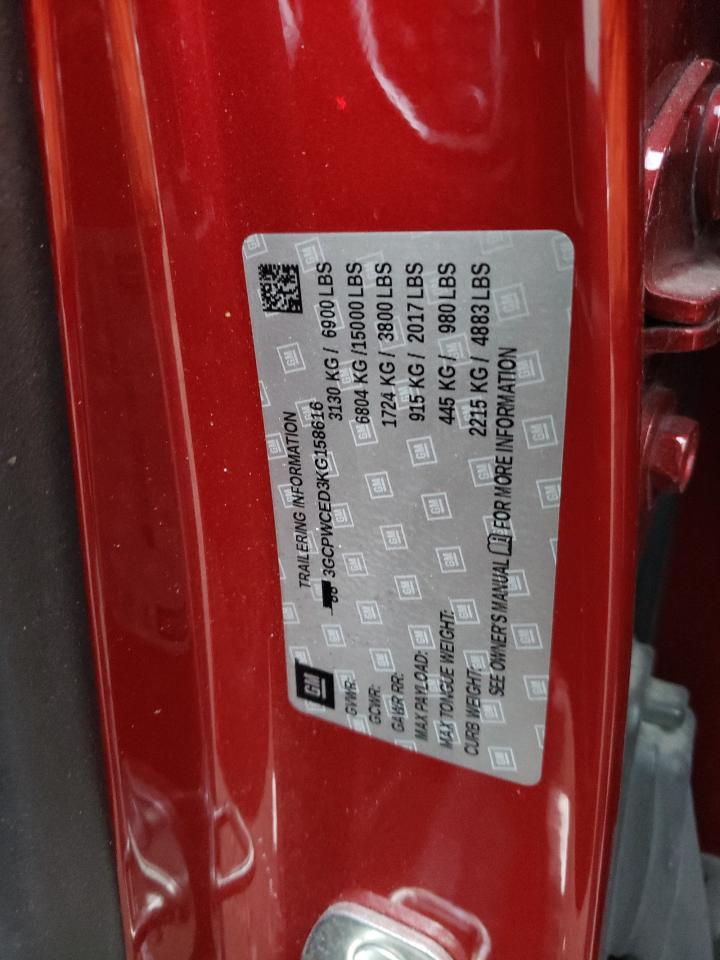 GM
TRAILERING INFORMATION
3GCPWCED3KG158616
GVWR: 3130 KG / 6900 LBS
GCWR: 6804 KG / 15000 LBS
GAWR RR: 1724 KG / 3800 LBS
MAX PAYLOAD: 915 KG / 2017 LBS
MAX TONGUE WEIGHT: 445 KG / 980 LBS
CURB WEIGHT: 2215 KG / 4883 LBS
SEE OWNER'S MANUAL FOR MORE INFORMATION